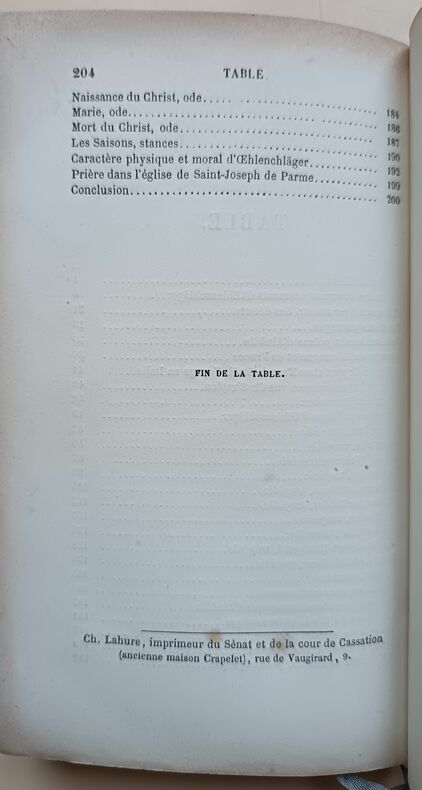 204 TABLE
Naissance du Christ, ode..... ..................... 184
Marie, ode......................................... 186
Mort du Christ, ode................................ 187
Les Saisons, stances............................... 190
Caractère physique et moral d'Œhlenchläger............ 192
Prière dans l'église de Saint-Joseph de Parme........... 199
Conclusion......................................... 200
FIN DE LA TABLE.
Ch. Lahure, imprimeur du Sénat et de la cour de Cassation
(ancienne maison Crapelet), rue de Vaugirard, 9.